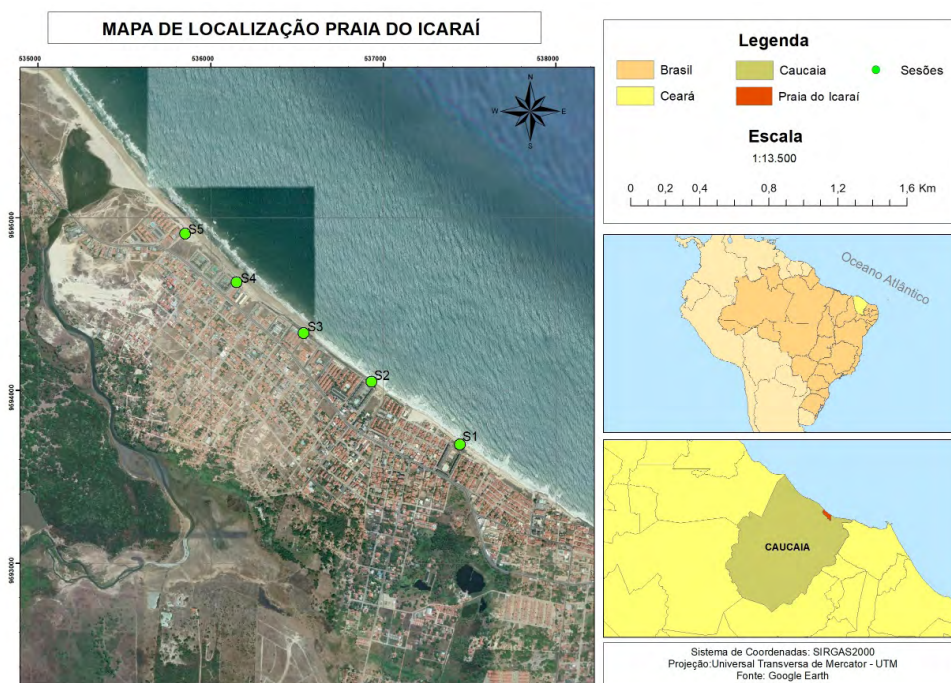 MAPA DE LOCALIZAÇÃO PRAIA DO ICARAÍ
535000
536000
537000
538000
9695000
9694000
9693000
N
W
E
S
S5
S4
S3
S2
S1
Legenda
Brasil
Caucaia
Sesões
Ceará
Praia do Icaraí
Escala
1:13.500
0 0,2 0,4 0,8 1,2 1,6 Km
Oceano Atlântico
CAUCAIA
Sistema de Coordenadas: SIRGAS2000
Projeção:Universal Transversa de Mercator - UTM
Fonte: Google Earth